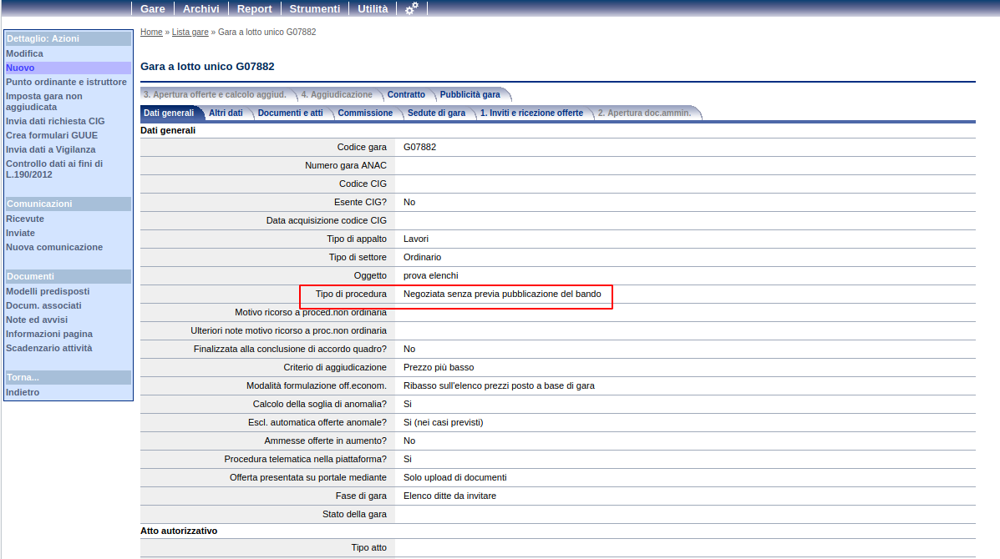 Gare Archivi Report Strumenti Utilità
Home » Lista gare » Gara a lotto unico G07882
Dettaglio: Azioni
Modifica
Nuovo
Punto ordinante e istruttore
Imposta gara non
aggiudicata
Invia dati richiesta CIG
Crea formulari GUUE
Invia dati a Vigilanza
Controllo dati ai fini di
L.190/2012
Comunicazioni
Ricevute
Inviate
Nuova comunicazione
Documenti
Modelli predisposti
Docum. associati
Note ed avvisi
Informazioni pagina
Scadenzario attività
Torna...
Indietro
Gara a lotto unico G07882
3. Apertura offerte e calcolo aggiud. 4. Aggiudicazione Contratto Pubblicità gara
Dati generali Altri dati Documenti e atti Commissione Sedute di gara 1. Inviti e ricezione offerte 2. Apertura doc.ammin.
Dati generali
Codice gara G07882
Numero gara ANAC
Codice CIG
Esente CIG? No
Data acquisizione codice CIG
Tipo di appalto Lavori
Tipo di settore Ordinario
Oggetto prova elenchi
Tipo di procedura Negoziata senza previa pubblicazione del bando
Motivo ricorso a proced.non ordinaria
Ulteriori note motivo ricorso a proc.non ordinaria
Finalizzata alla conclusione di accordo quadro? No
Criterio di aggiudicazione Prezzo più basso
Modalità formulazione off.econom. Ribasso sull'elenco prezzi posto a base di gara
Calcolo della soglia di anomalia? Si
Escl. automatica offerte anomale? Si (nei casi previsti)
Ammesse offerte in aumento? No
Procedura telematica nella piattaforma? Si
Offerta presentata su portale mediante Solo upload di documenti
Fase di gara Elenco ditte da invitare
Stato della gara
Atto autorizzativo
Tipo atto